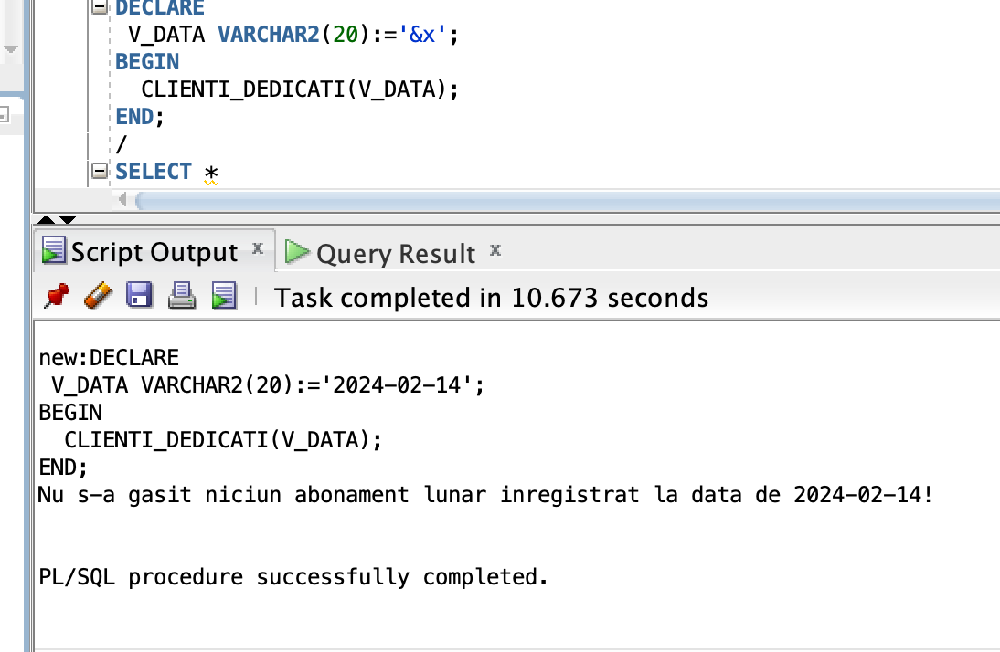 DECLARE
V_DATA VARCHAR2(20):='&x';
BEGIN
CLIENTI_DEDICATI(V_DATA);
END;
/
SELECT *
Script Output x Query Result x
Task completed in 10.673 seconds
new:DECLARE
V_DATA VARCHAR2(20):='2024-02-14';
BEGIN
CLIENTI_DEDICATI(V_DATA);
END;
Nu s-a gasit niciun abonament lunar inregistrat la data de 2024-02-14!
PL/SQL procedure successfully completed.